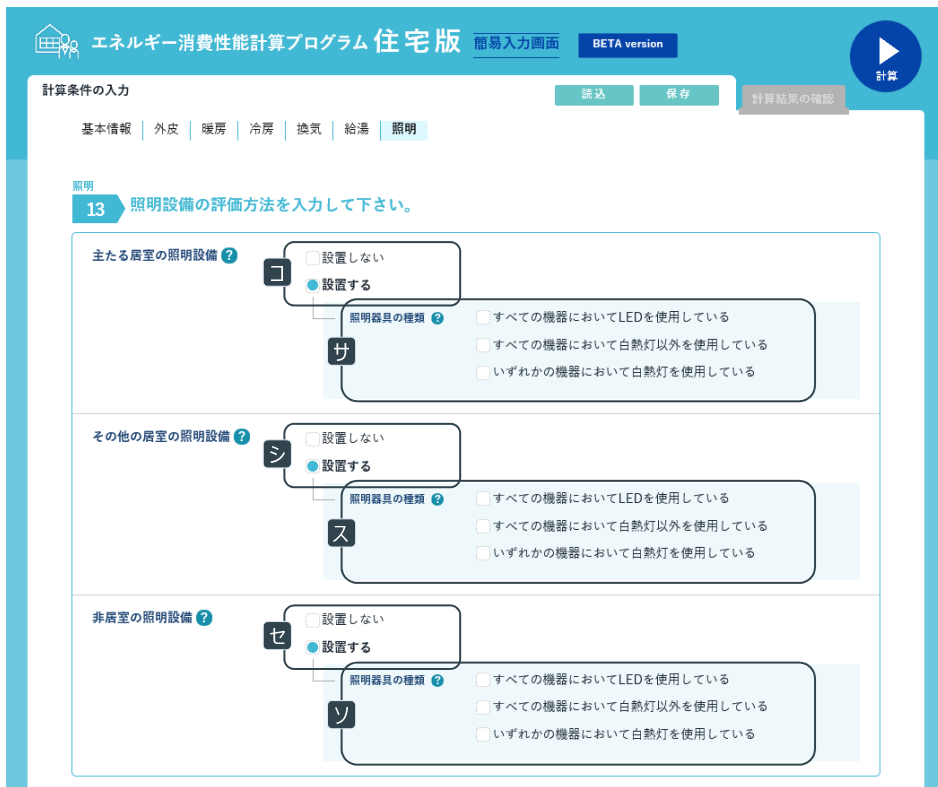 エネルギー消費性能計算プログラム 住宅版 簡易入力画面 BETA version
計算
計算条件の入力 読込 保存 計算結果の確認
基本情報 外皮 暖房 冷房 換気 給湯 照明
照明
13 照明設備の評価方法を入力して下さい。
主たる居室の照明設備 ? コ 設置しない
設置する
照明器具の種類 ? すべての機器においてLEDを使用している
サ すべての機器において白熱灯以外を使用している
いずれかの機器において白熱灯を使用している
その他の居室の照明設備 ? シ 設置しない
設置する
照明器具の種類 ? すべての機器においてLEDを使用している
ス すべての機器において白熱灯以外を使用している
いずれかの機器において白熱灯を使用している
非居室の照明設備 ? セ 設置しない
設置する
照明器具の種類 ? すべての機器においてLEDを使用している
ソ すべての機器において白熱灯以外を使用している
いずれかの機器において白熱灯を使用している